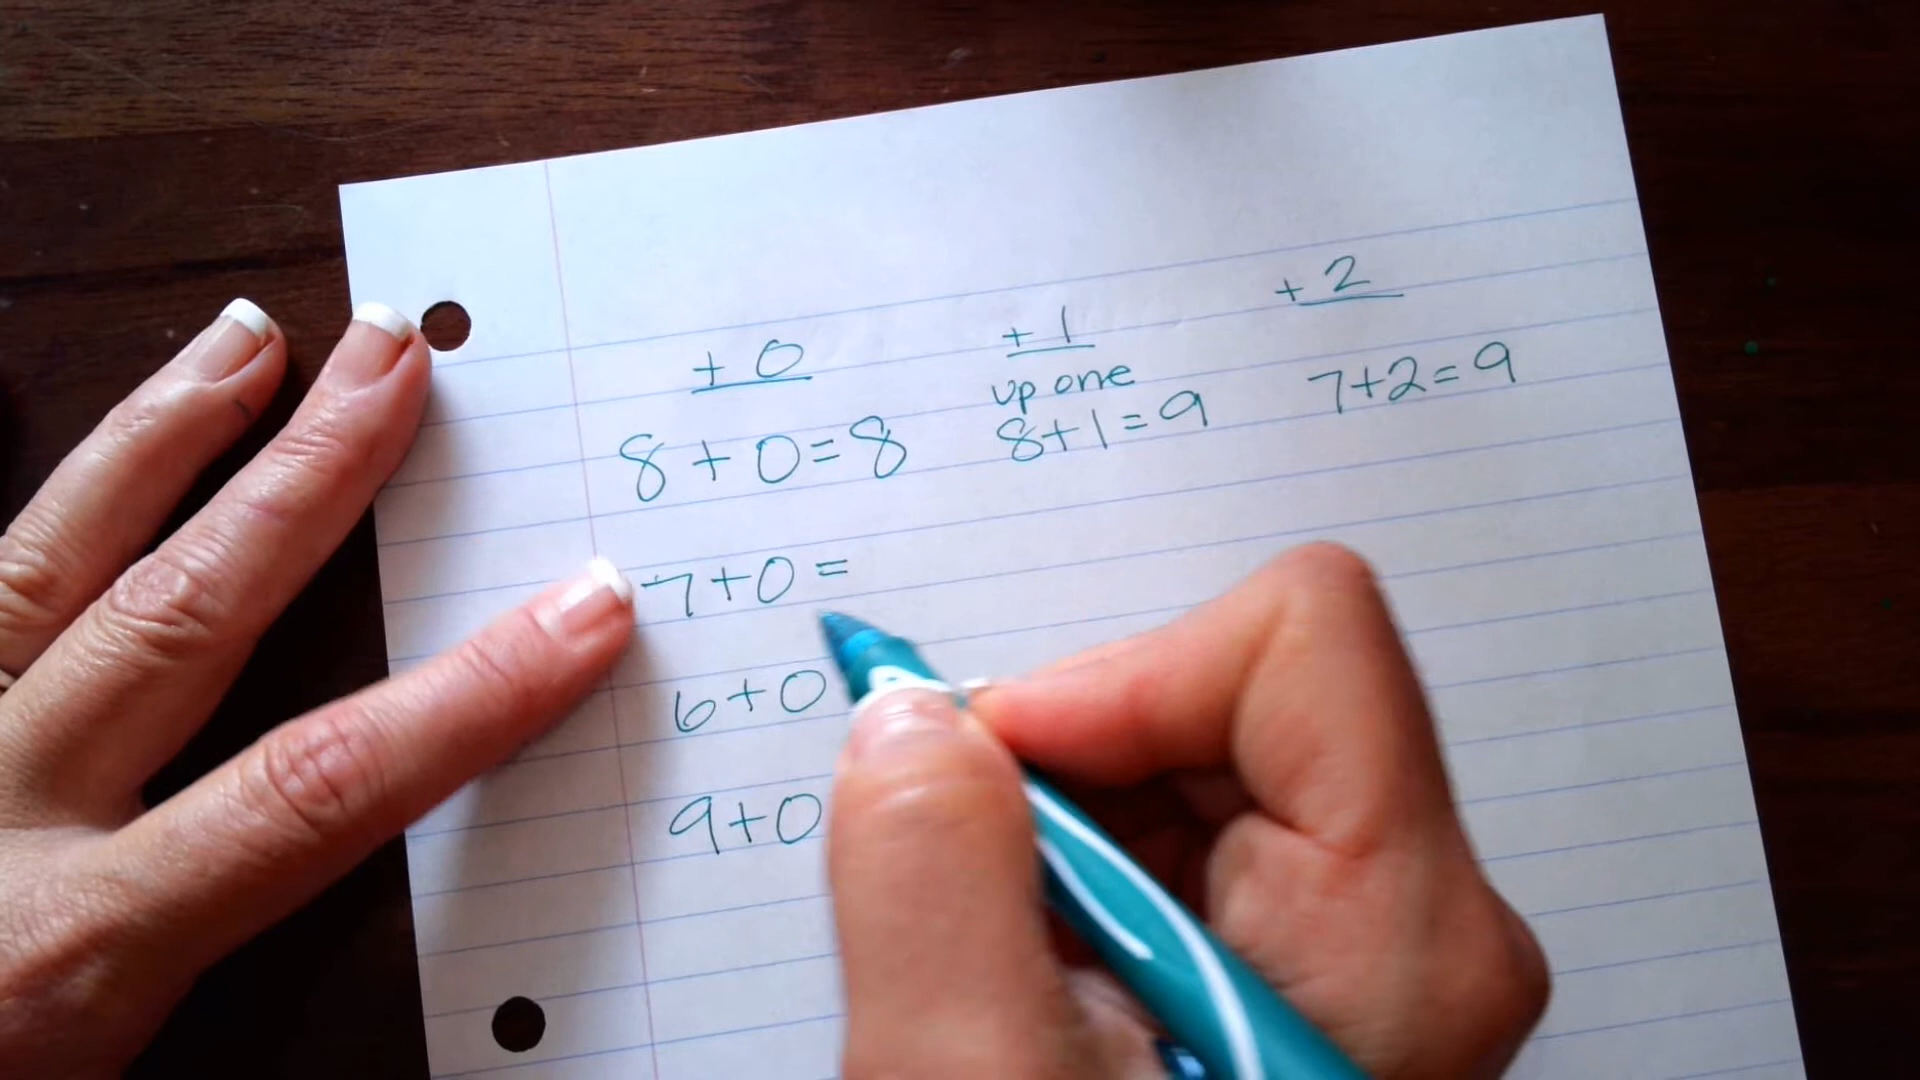 + 0
8 + 0 = 8
7 + 0 =
6 + 0
9 + 0
+ 1
up one
8 + 1 = 9
+ 2
7 + 2 = 9